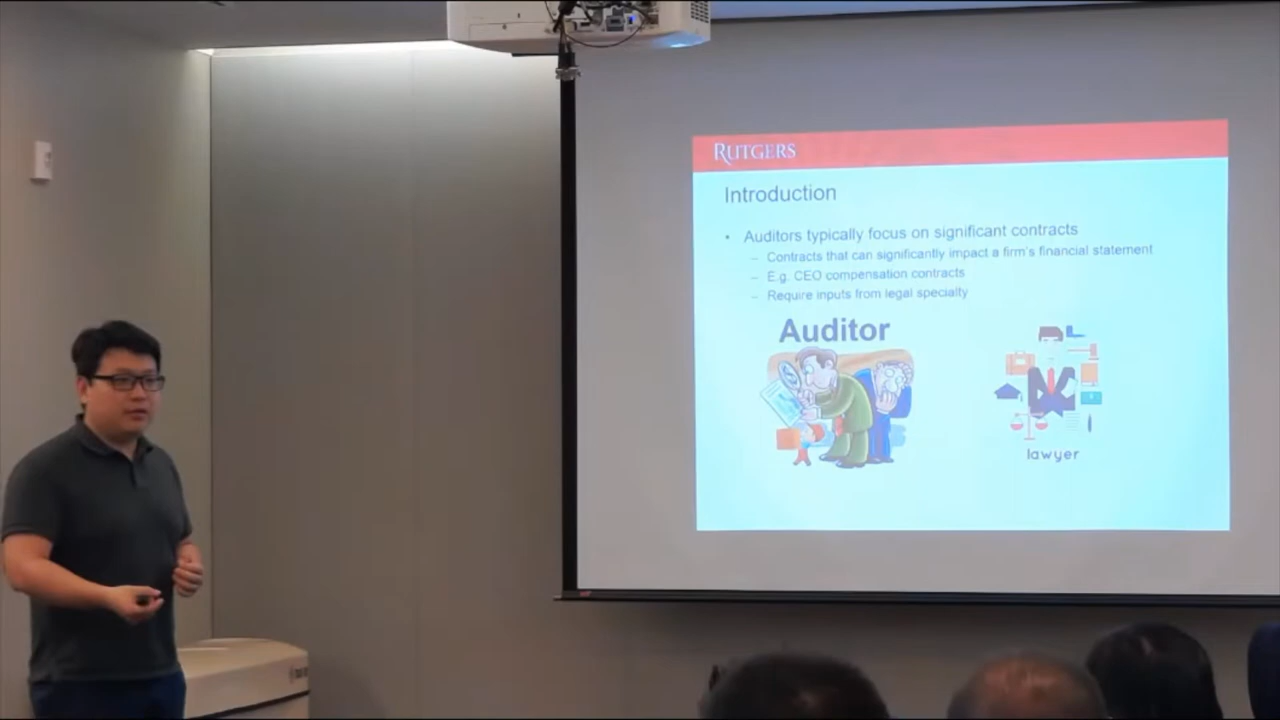 RUTGERS
Introduction
• Auditors typically focus on significant contracts
– Contracts that can significantly impact a firm's financial statement
– E.g. CEO compensation contracts
– Require inputs from legal specialty
Auditor
lawyer